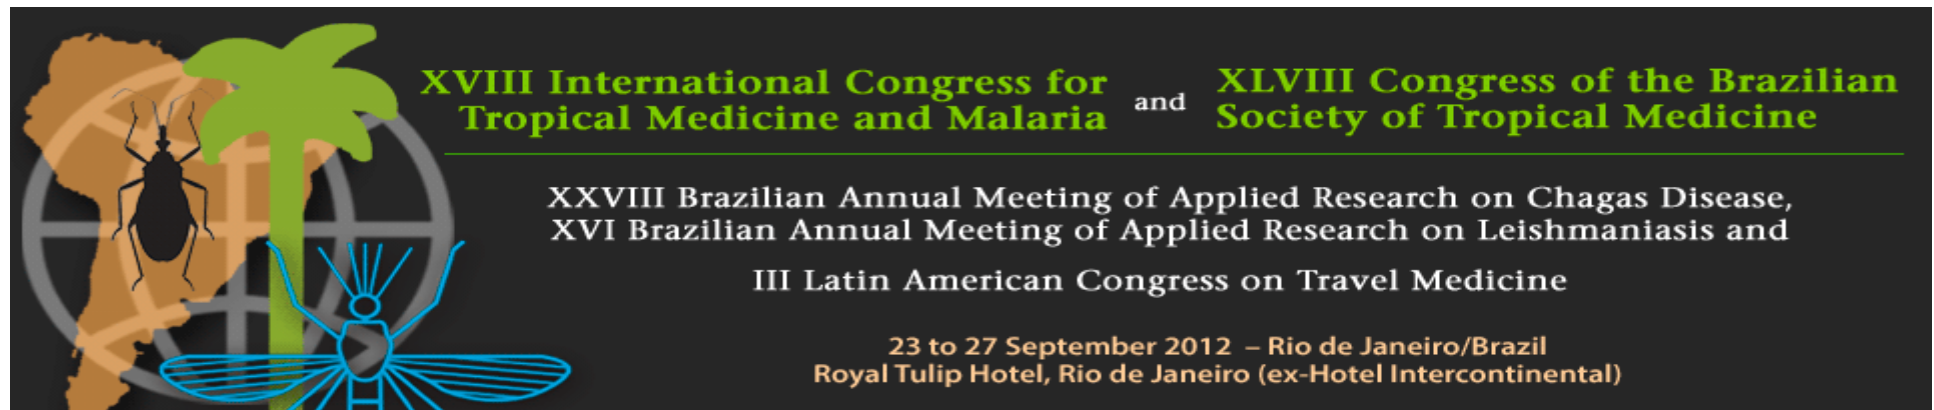 XVIII International Congress for
Tropical Medicine and Malaria
and
XLVIII Congress of the Brazilian
Society of Tropical Medicine
XXVIII Brazilian Annual Meeting of Applied Research on Chagas Disease,
XVI Brazilian Annual Meeting of Applied Research on Leishmaniasis and
III Latin American Congress on Travel Medicine
23 to 27 September 2012 – Rio de Janeiro/Brazil
Royal Tulip Hotel, Rio de Janeiro (ex-Hotel Intercontinental)